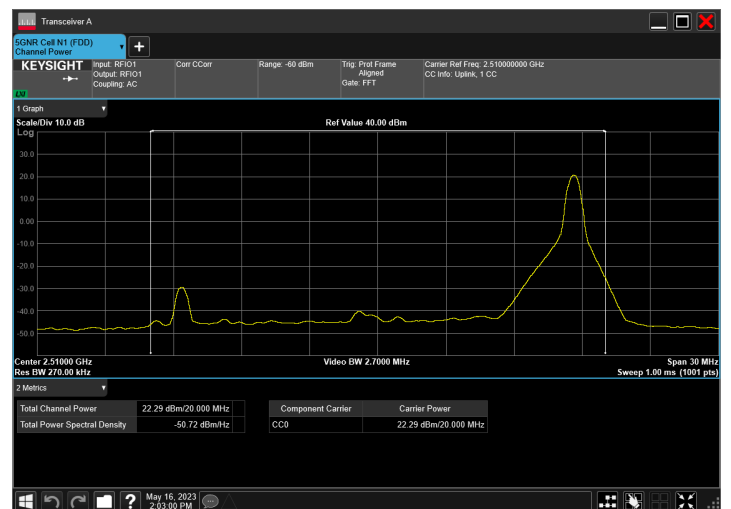 Transceiver A
5GNR Cell N1 (FDD)
Channel Power
KEYSIGHT
Input: RFIO1
Output: RFIO1
Coupling: AC
Corr CCorr
Range: -60 dBm
Trig: Prot Frame
Aligned
Gate: FFT
Carrier Ref Freq: 2.510000000 GHz
CC Info: Uplink, 1 CC
LXI
1 Graph
Scale/Div 10.0 dB
Ref Value 40.00 dBm
Log
30.0
20.0
10.0
0.00
-10.0
-20.0
-30.0
-40.0
-50.0
Center 2.51000 GHz
Video BW 2.7000 MHz
Span 30 MHz
Res BW 270.00 kHz
Sweep 1.00 ms (1001 pts)
2 Metrics
Total Channel Power 22.29 dBm/20.000 MHz
Total Power Spectral Density -50.72 dBm/Hz
Component Carrier Carrier Power
CC0 22.29 dBm/20.000 MHz
?
May 16, 2023
2:03:00 PM